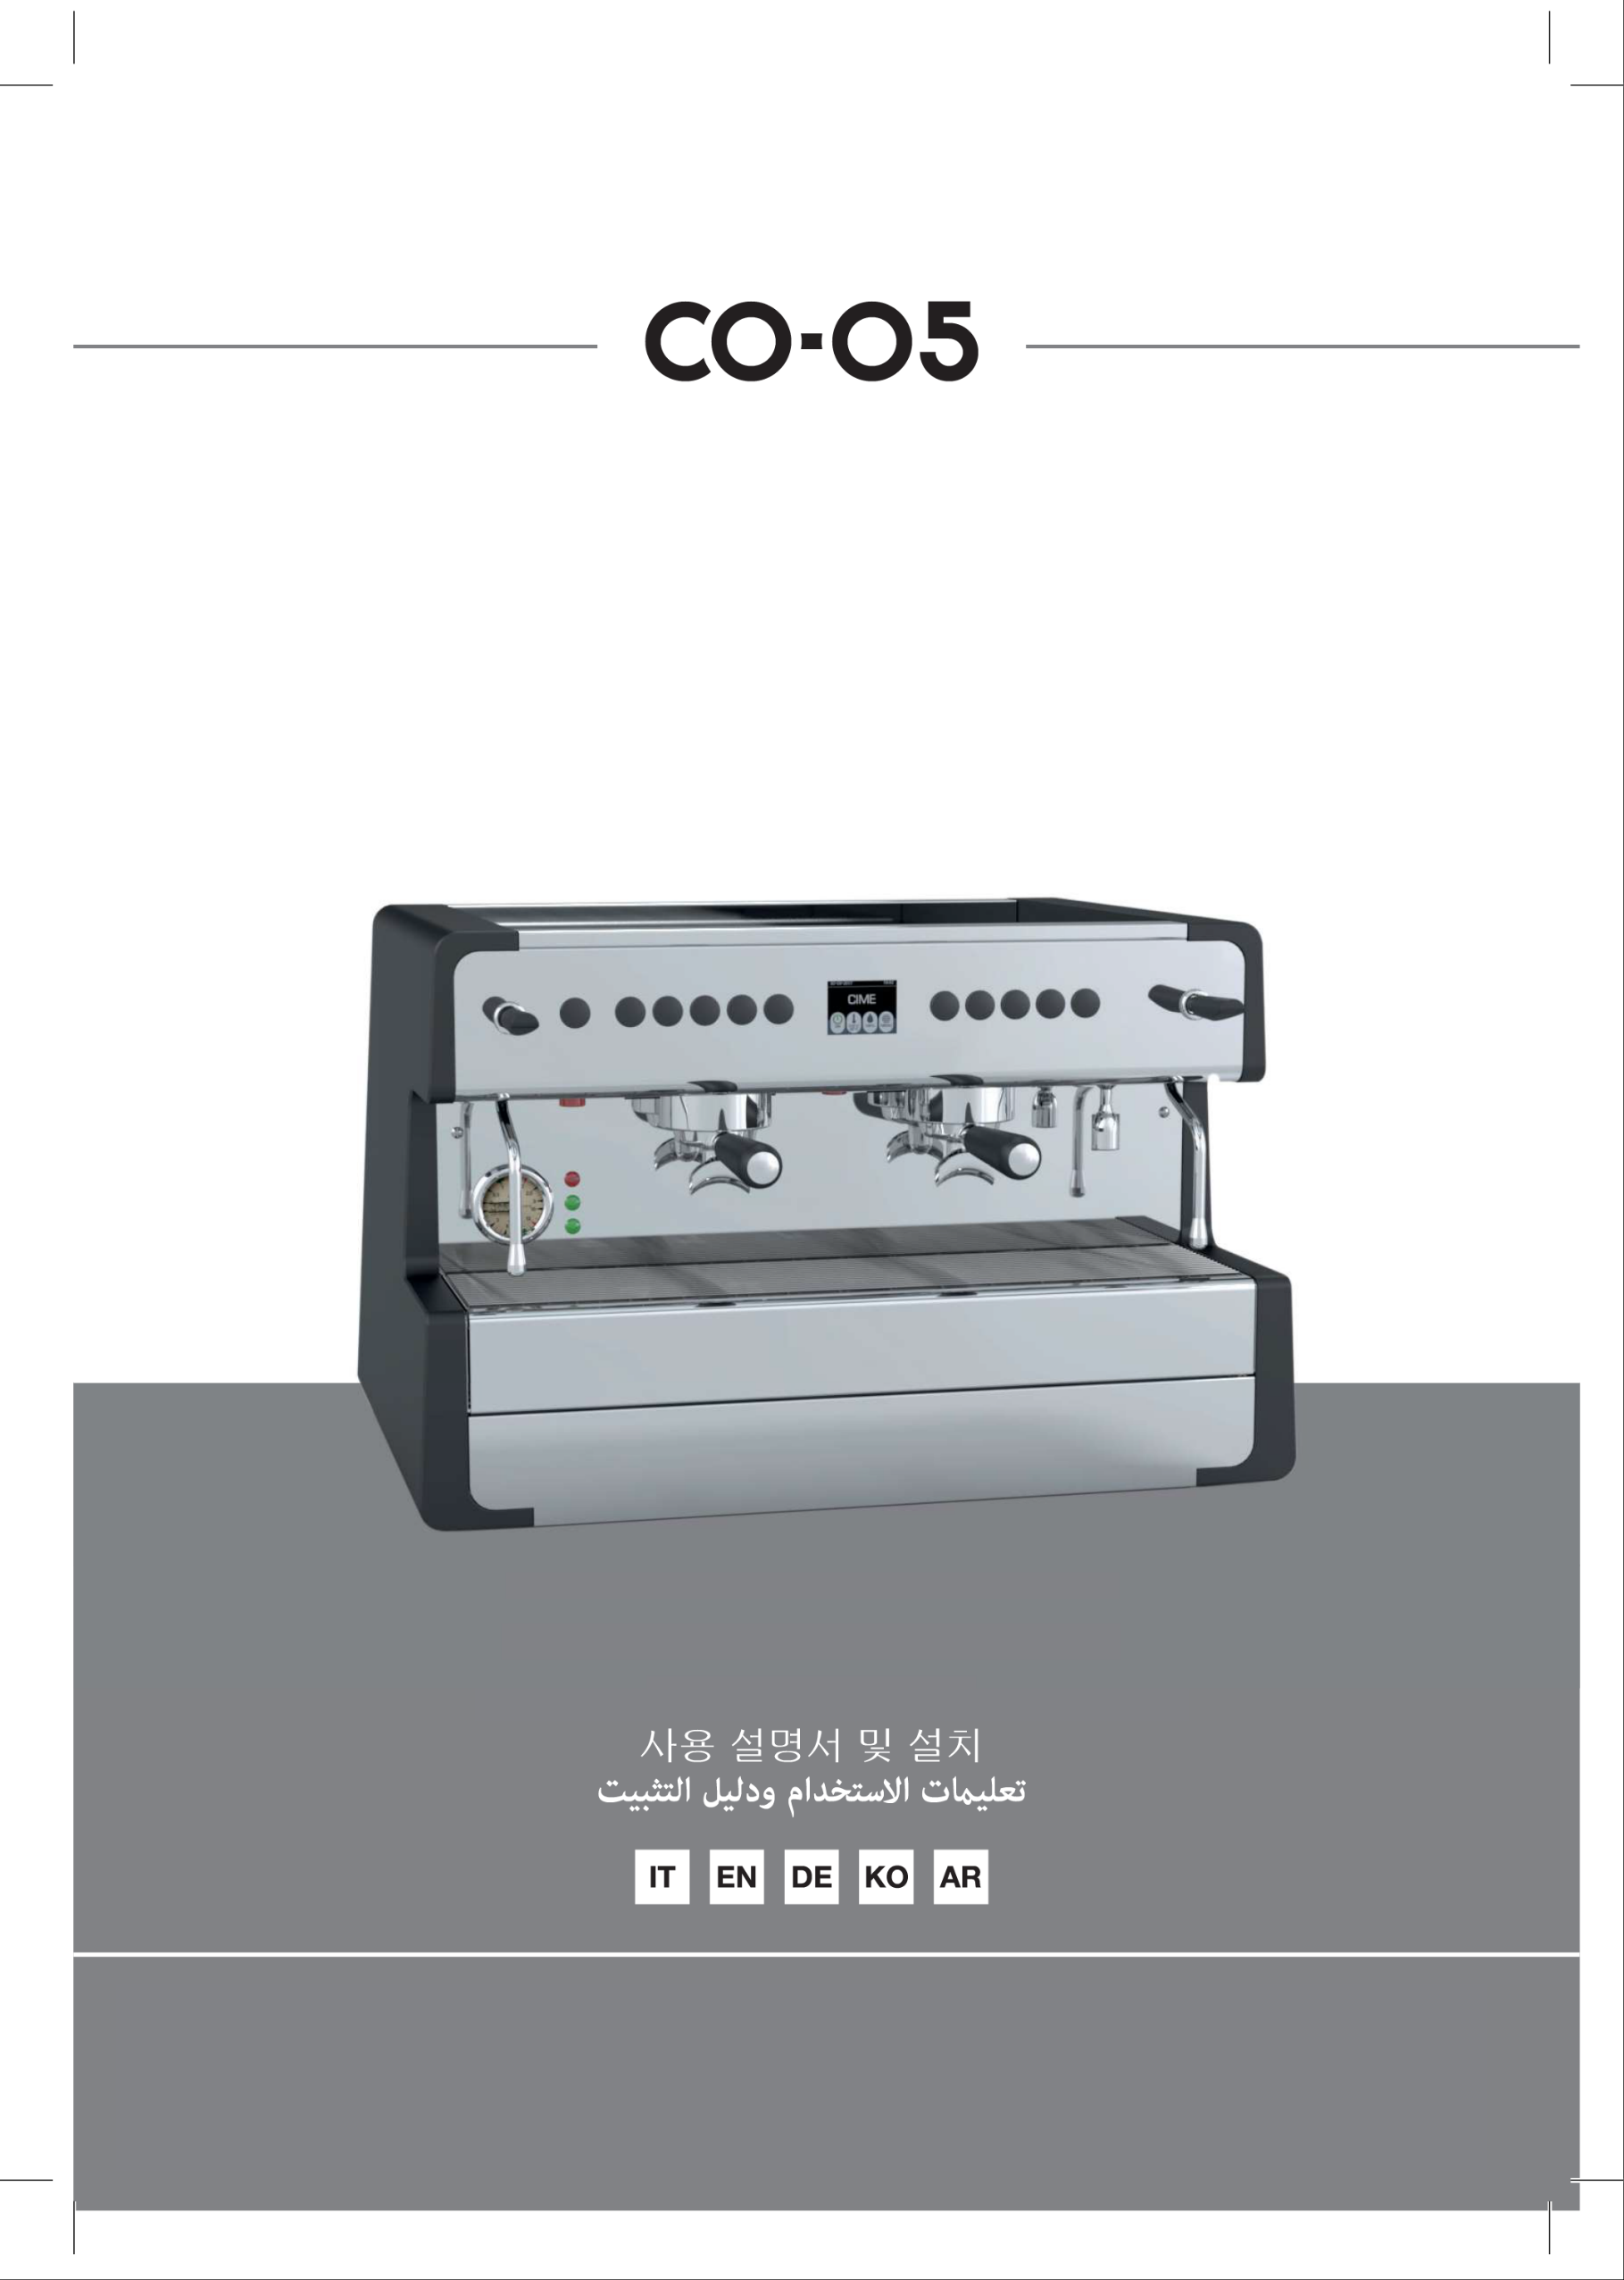 CO-05
CIME
사용 설명서 및 설치
تعليمات الاستخدام ودليل التثبيت
IT EN DE KO AR